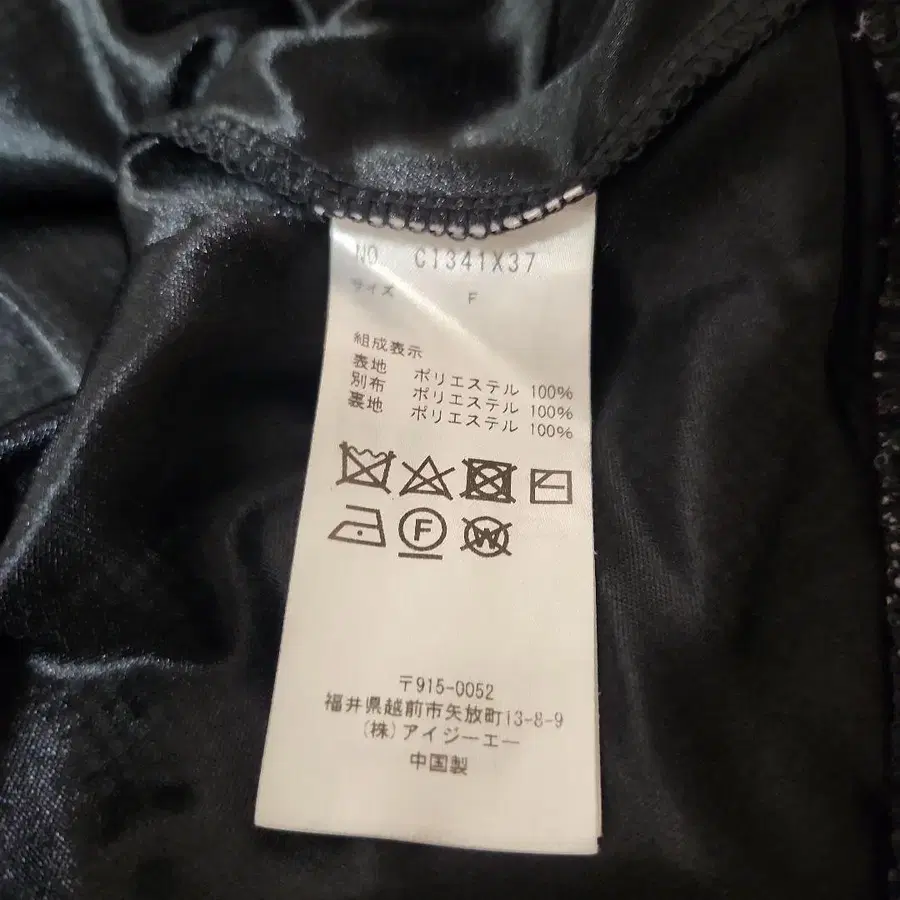 NO C1341X37
サイズ F
組成表示
表地 ポリエステル 100%
別布 ポリエステル 100%
裏地 ポリエステル 100%
F W
〒915-0052
福井県越前市矢放町13-8-9
(株)アイジーエー
中国製